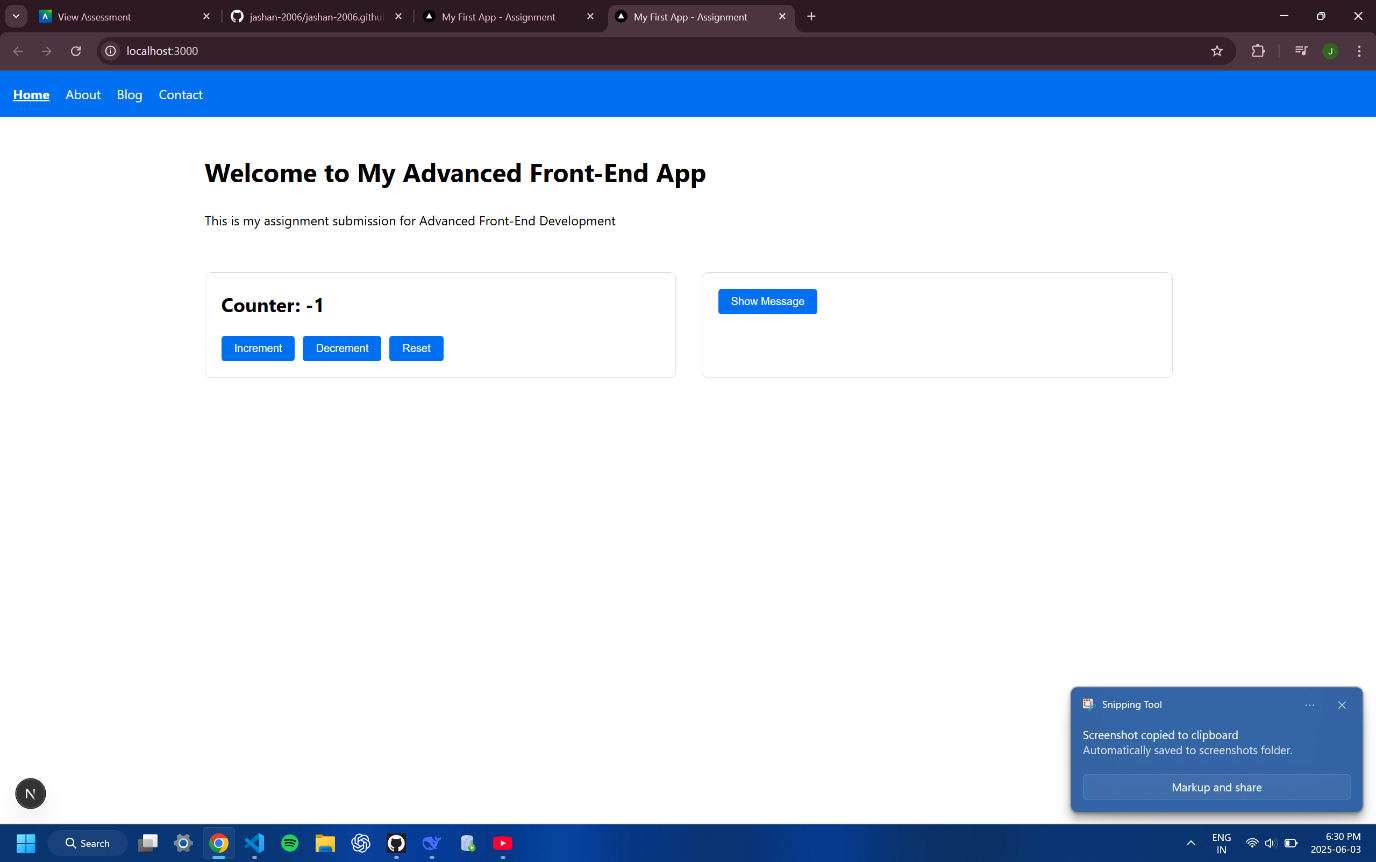 View Assessment
jashan-2006/jashan-2006.githu
My First App - Assignment
My First App - Assignment
localhost:3000
J
Home About Blog Contact
Welcome to My Advanced Front-End App
This is my assignment submission for Advanced Front-End Development
Counter: -1
Increment Decrement Reset
Show Message
Snipping Tool
Screenshot copied to clipboard
Automatically saved to screenshots folder.
Markup and share
N
Search
ENG
IN
6:30 PM
2025-06-03